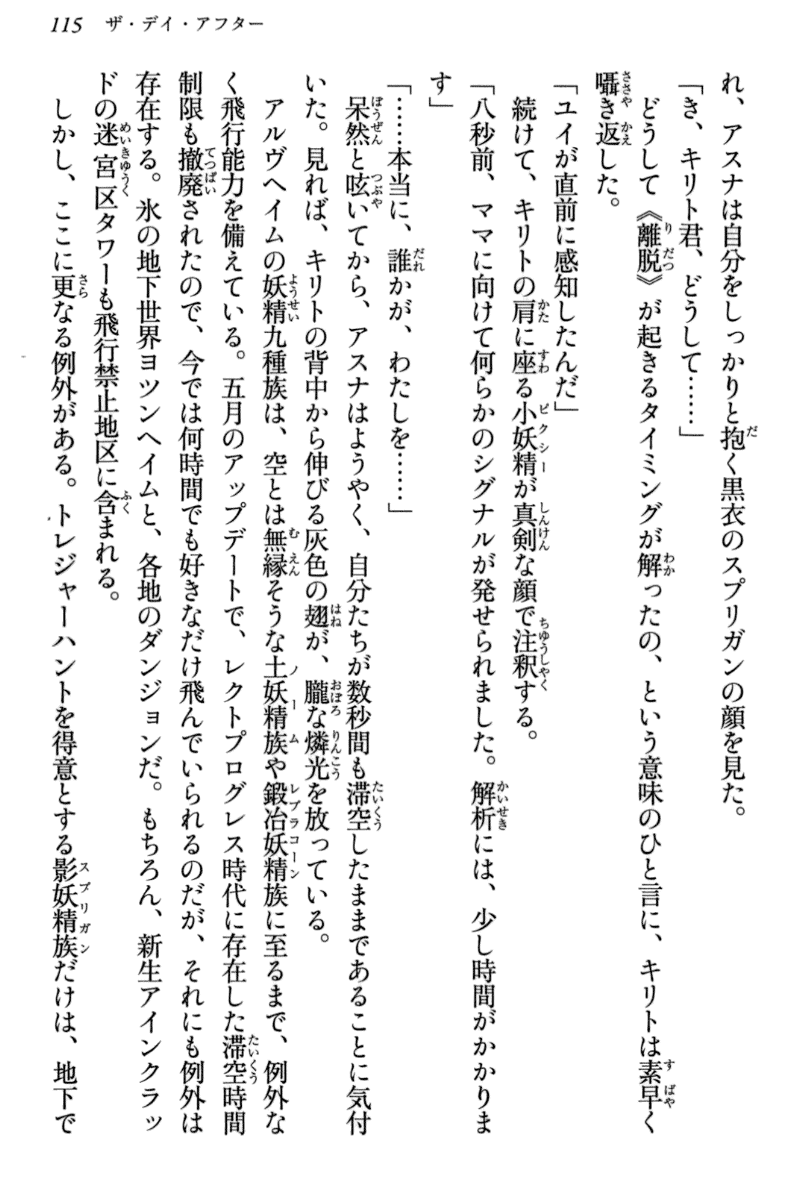 115 ザ・デイ・アフター
れ、アスナは自分をしっかりと抱く黒衣のスプリガンの顔を見た。
「き、キリト君、どうして……」
どうして《離脱》が起きるタイミングが解ったの、という意味のひと言に、キリトは素早く
囁き返した。
「ユイが直前に感知したんだ」
続けて、キリトの肩に座る小妖精が真剣な顔で注釈する。
「八秒前、ママに向けて何らかのシグナルが発せられました。解析には、少し時間がかかりま
す」
「……本当に、誰かが、わたしを……」
呆然と呟いてから、アスナはようやく、自分たちが数秒間も滞空したままであることに気付
いた。見れば、キリトの背中から伸びる灰色の翅が、朧な燐光を放っている。
アルヴヘイムの妖精九種族は、空とは無縁そうな土妖精族や鍛冶妖精族に至るまで、例外な
く飛行能力を備えている。五月のアップデートで、レクトプログレス時代に存在した滞空時間
制限も撤廃されたので、今では何時間でも好きなだけ飛んでいられるのだが、それにも例外は
存在する。氷の地下世界ヨツンヘイムと、各地のダンジョンだ。もちろん、新生アインクラッ
ドの迷宮区タワーも飛行禁止地区に含まれる。
しかし、ここに更なる例外がある。トレジャーハントを得意とする影妖精族だけは、地下で